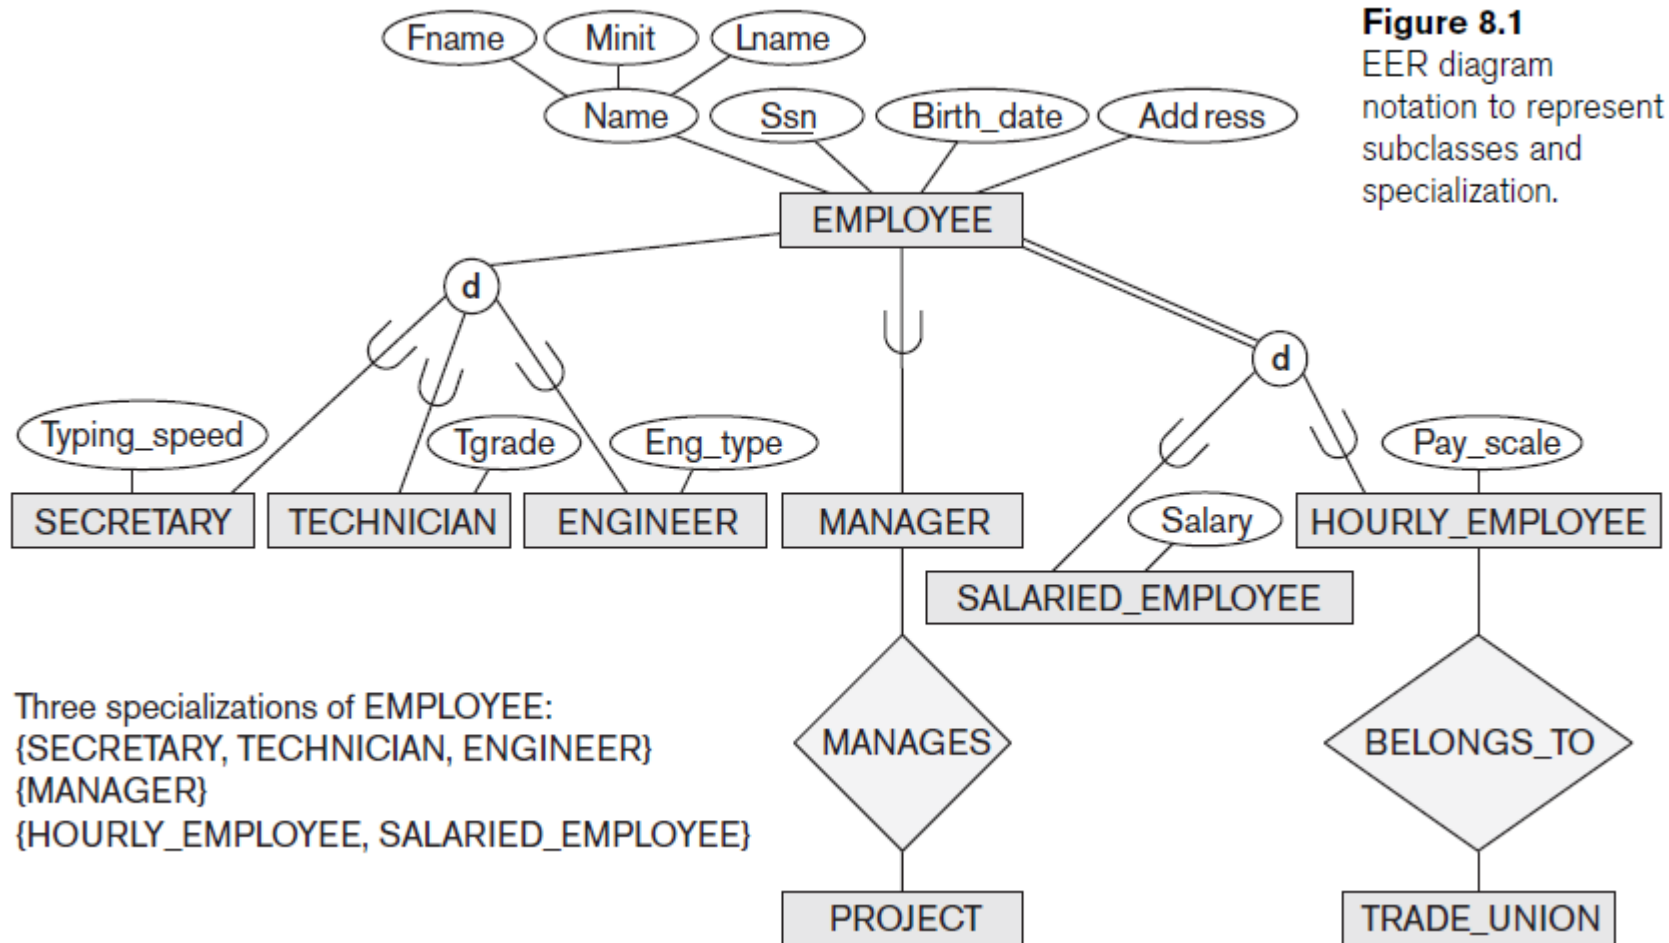 Figure 8.1
EER diagram
notation to represent
subclasses and
specialization.
Fname Minit Lname
Name Ssn Birth_date Address
EMPLOYEE
d
d
Typing_speed Tgrade Eng_type Pay_scale
SECRETARY TECHNICIAN ENGINEER MANAGER Salary HOURLY_EMPLOYEE
SALARIED_EMPLOYEE
Three specializations of EMPLOYEE:
{SECRETARY, TECHNICIAN, ENGINEER}
{MANAGER}
{HOURLY_EMPLOYEE, SALARIED_EMPLOYEE}
MANAGES BELONGS_TO
PROJECT TRADE_UNION